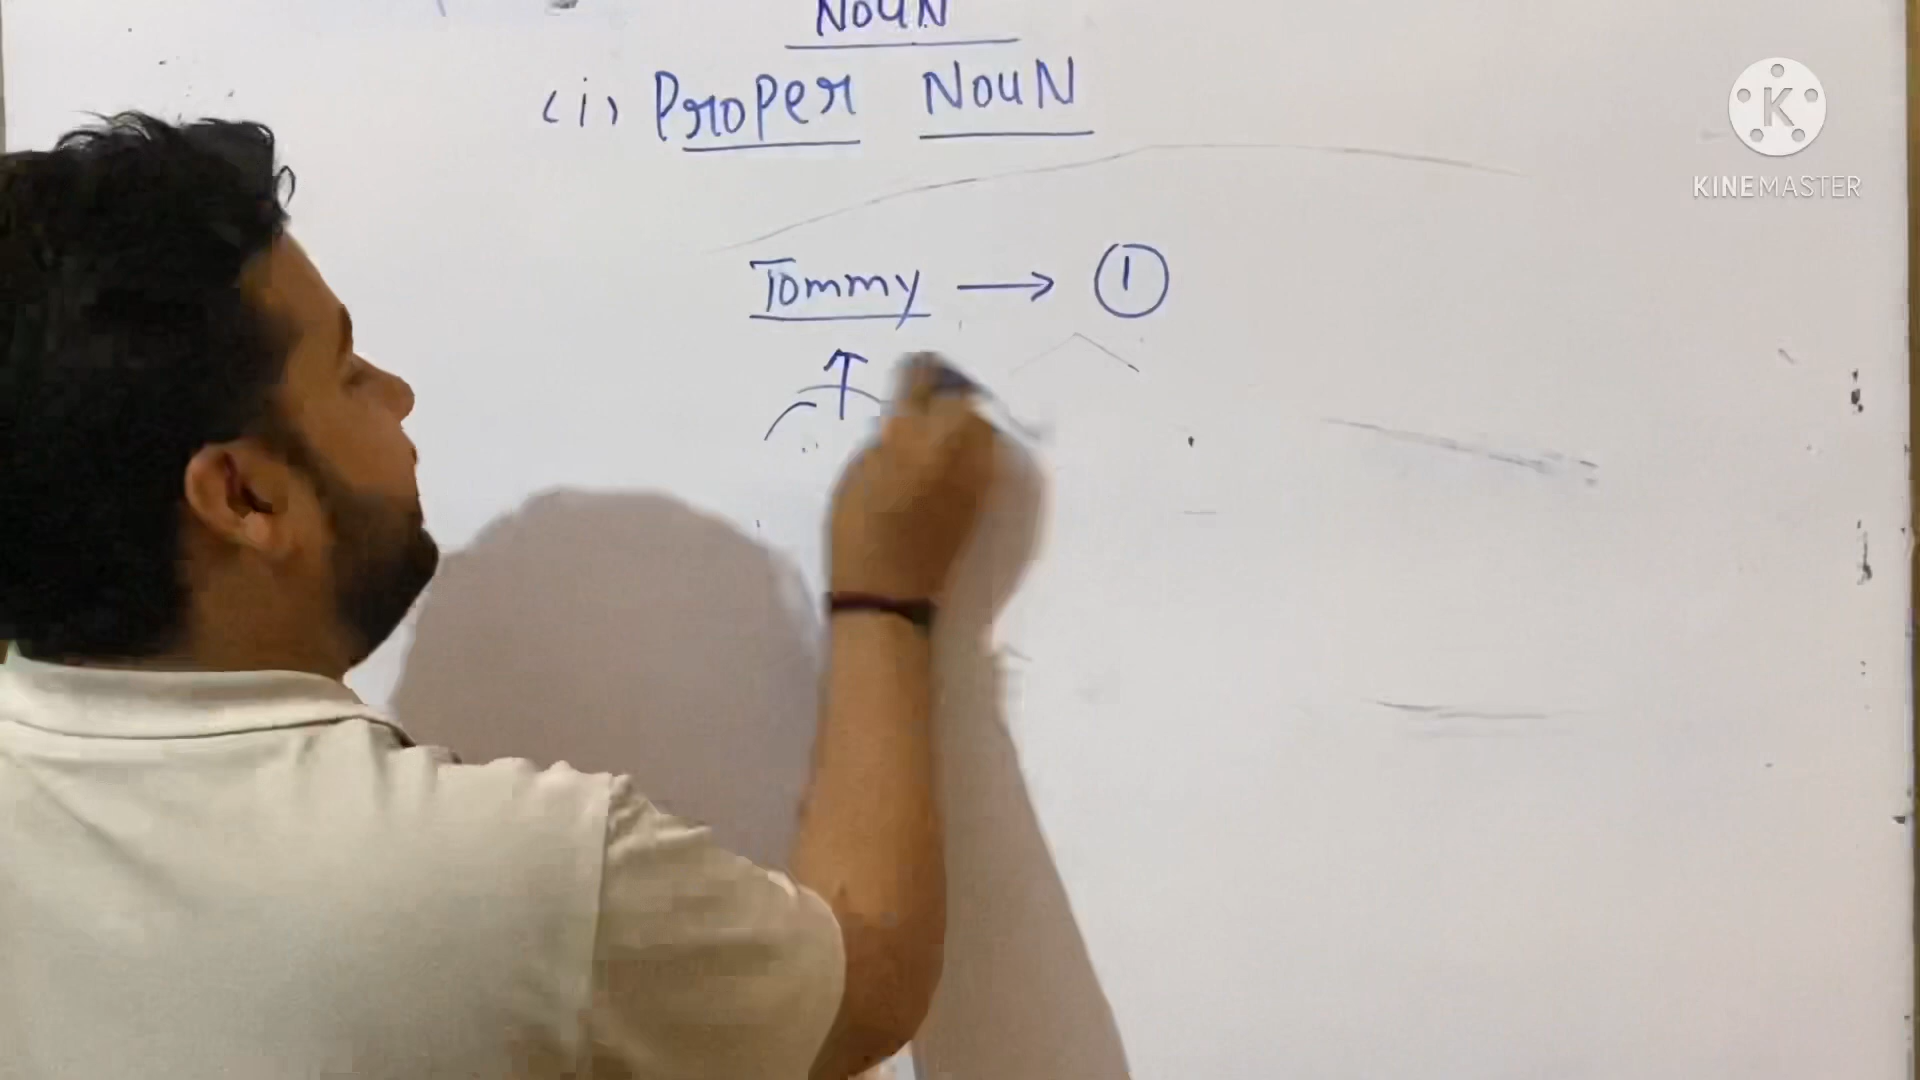 NOUN
(i) Proper NOUN
Tommy → 1
K
KINEMASTER